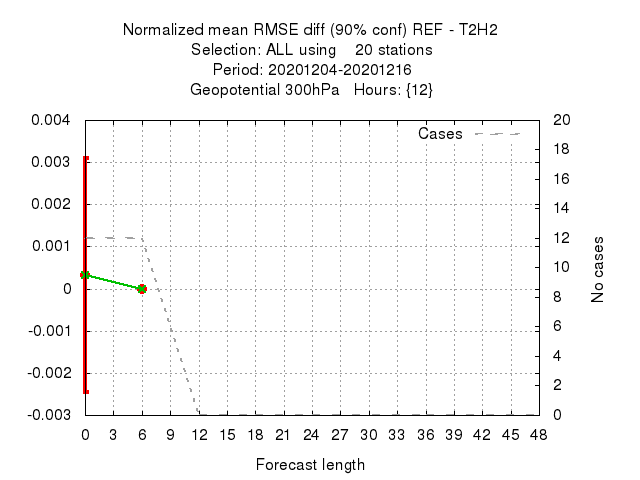 Normalized mean RMSE diff (90% conf) REF - T2H2
Selection: ALL using    20 stations
Period: 20201204-20201216
Geopotential 300hPa   Hours: {12}
Cases
0.004
0.003
0.002
0.001
0
-0.001
-0.002
-0.003
20
18
16
14
12
10
8
6
4
2
0
No cases
0 3 6 9 12 15 18 21 24 27 30 33 36 39 42 45 48
Forecast length